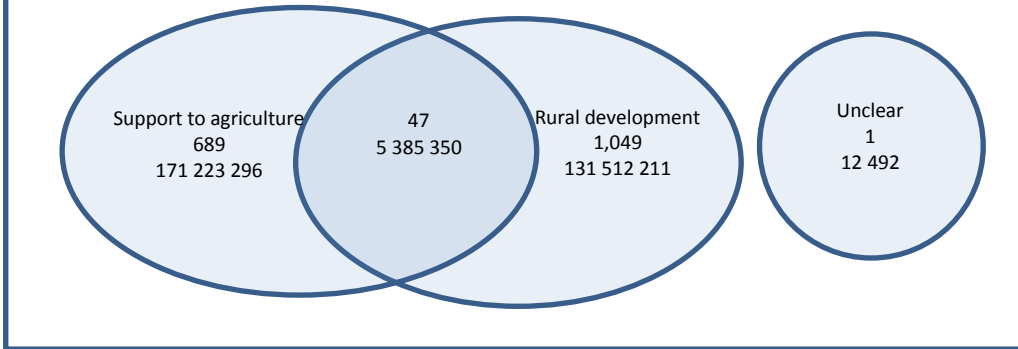 Support to agriculture
689
171 223 296
47
5 385 350
Rural development
1,049
131 512 211
Unclear
1
12 492